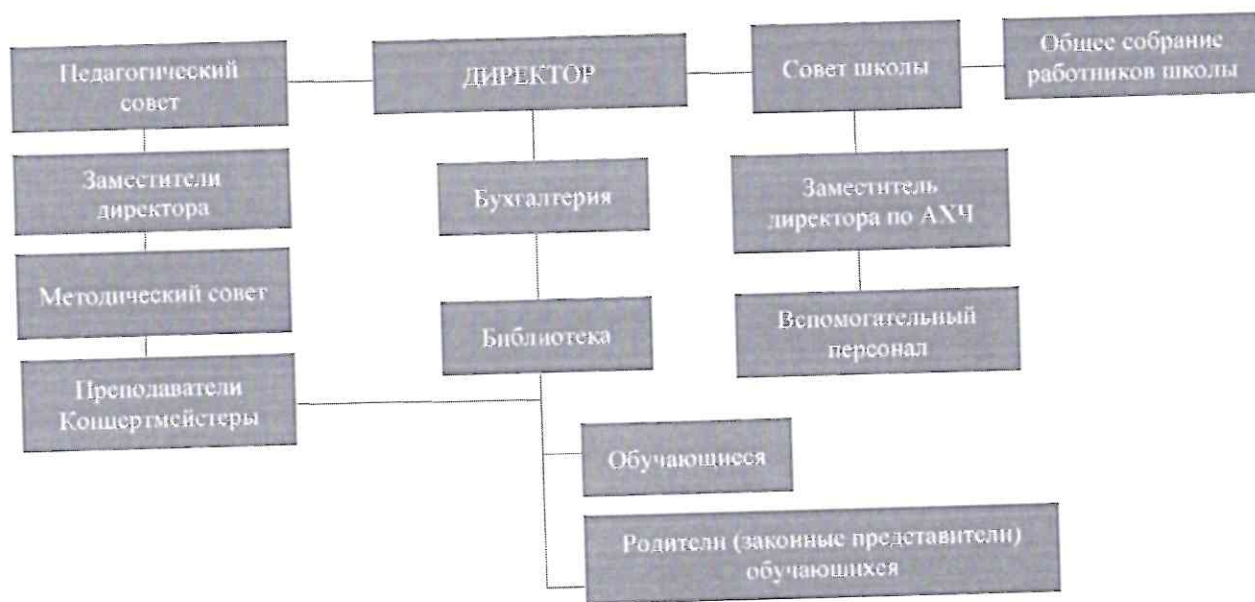 Педагогический
совет
ДИРЕКТОР
Совет школы
Общее собрание
работников школы
Заместители
директора
Бухгалтерия
Заместитель
директора по АХЧ
Методический совет
Библиотека
Вспомогательный
персонал
Преподаватели
Концертмейстеры
Обучающиеся
Родители (законные представители)
обучающихся